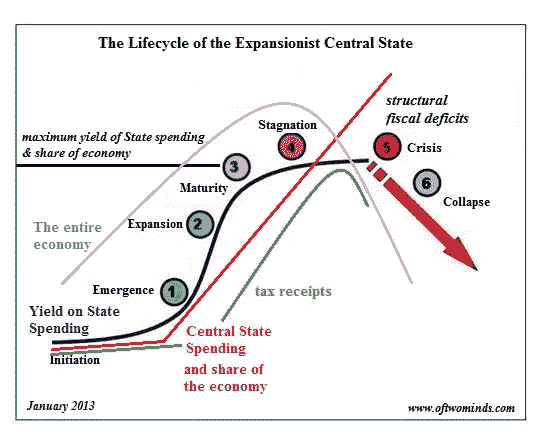 The Lifecycle of the Expansionist Central State
structural
fiscal deficits
maximum yield of State spending
& share of economy
Stagnation
4
5
Crisis
3
Maturity
6
Collapse
The entire
economy
Expansion
2
Emergence
1
tax receipts
Yield on State
Spending
Central State
Spending
and share of
the economy
Initiation
January 2013
www.oftwominds.com